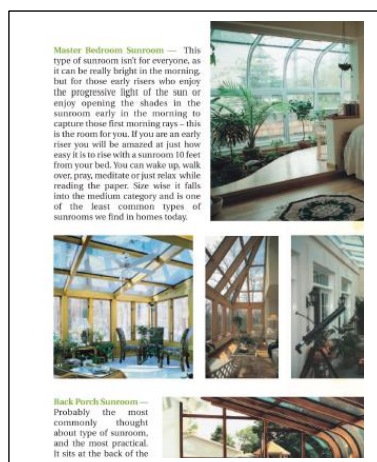 Master Bedroom Sunroom — This
type of sunroom isn't for everyone, as
it can be really bright in the morning,
but for those early risers who enjoy
the progressive light of the sun or
enjoy opening the shades in the
sunroom early in the morning to
capture those first morning rays – this
is the room for you. If you are an early
riser you will be amazed at just how
easy it is to rise with a sunroom 10 feet
from your bed. You can wake up, walk
over, pray, meditate or just relax while
reading the paper. Size wise it falls
into the medium category and is one
of the least common types of
sunrooms we find in homes today.
Back Porch Sunroom —
Probably the most
commonly thought
about type of sunroom,
and the most practical.
It sits at the back of the